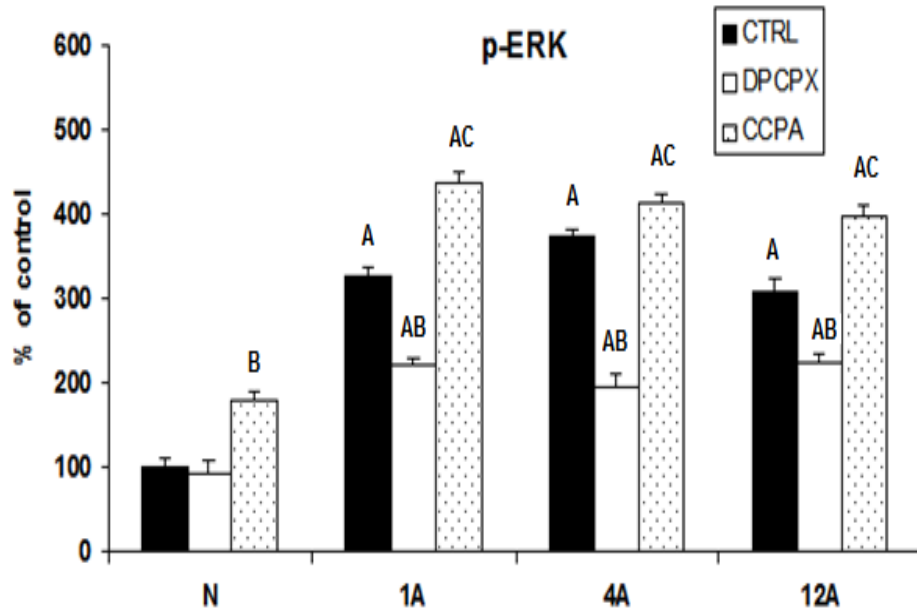 p-ERK
CTRL
DPCPX
CCPA
% of control
600
500
400
300
200
100
0
B
A
AB
AC
A
AB
AC
A
AB
AC
N
1A
4A
12A